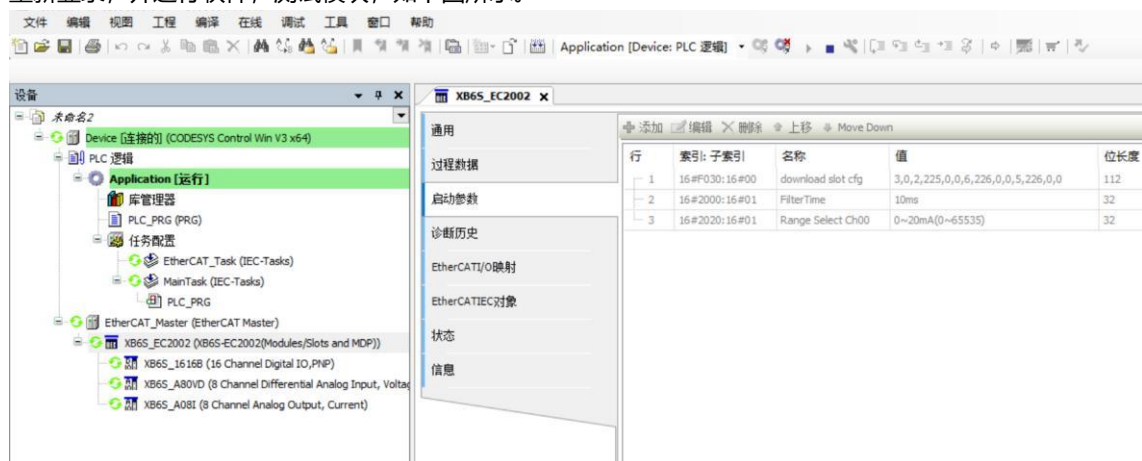 重新登录，并运行软件，测试模块，如下图所示。
文件 编辑 视图 工程 编译 在线 调试 工具 窗口 帮助
Application [Device: PLC 逻辑]
设备
未命名2
Device [连接的] (CODESYS Control Win V3 x64)
PLC 逻辑
Application [运行]
库管理器
PLC_PRG (PRG)
任务配置
EtherCAT_Task (IEC-Tasks)
MainTask (IEC-Tasks)
PLC_PRG
EtherCAT_Master (EtherCAT Master)
XB6S_EC2002 (XB6S-EC2002(Modules/Slots and MDP))
XB6S_1616B (16 Channel Digital IO,PNP)
XB6S_A80VD (8 Channel Differential Analog Input, Voltag
XB6S_A08I (8 Channel Analog Output, Current)
XB6S_EC2002
通用
过程数据
启动参数
诊断历史
EtherCATI/O映射
EtherCATIEC对象
状态
信息
添加 编辑 删除 上移 Move Down
行 索引: 子索引 名称 值 位长度
1 16#F030:16#00 download slot cfg 3,0,2,225,0,0,6,226,0,0,5,226,0,0 112
2 16#2000:16#01 FilterTime 10ms 32
3 16#2020:16#01 Range Select Ch00 0~20mA(0~65535) 32